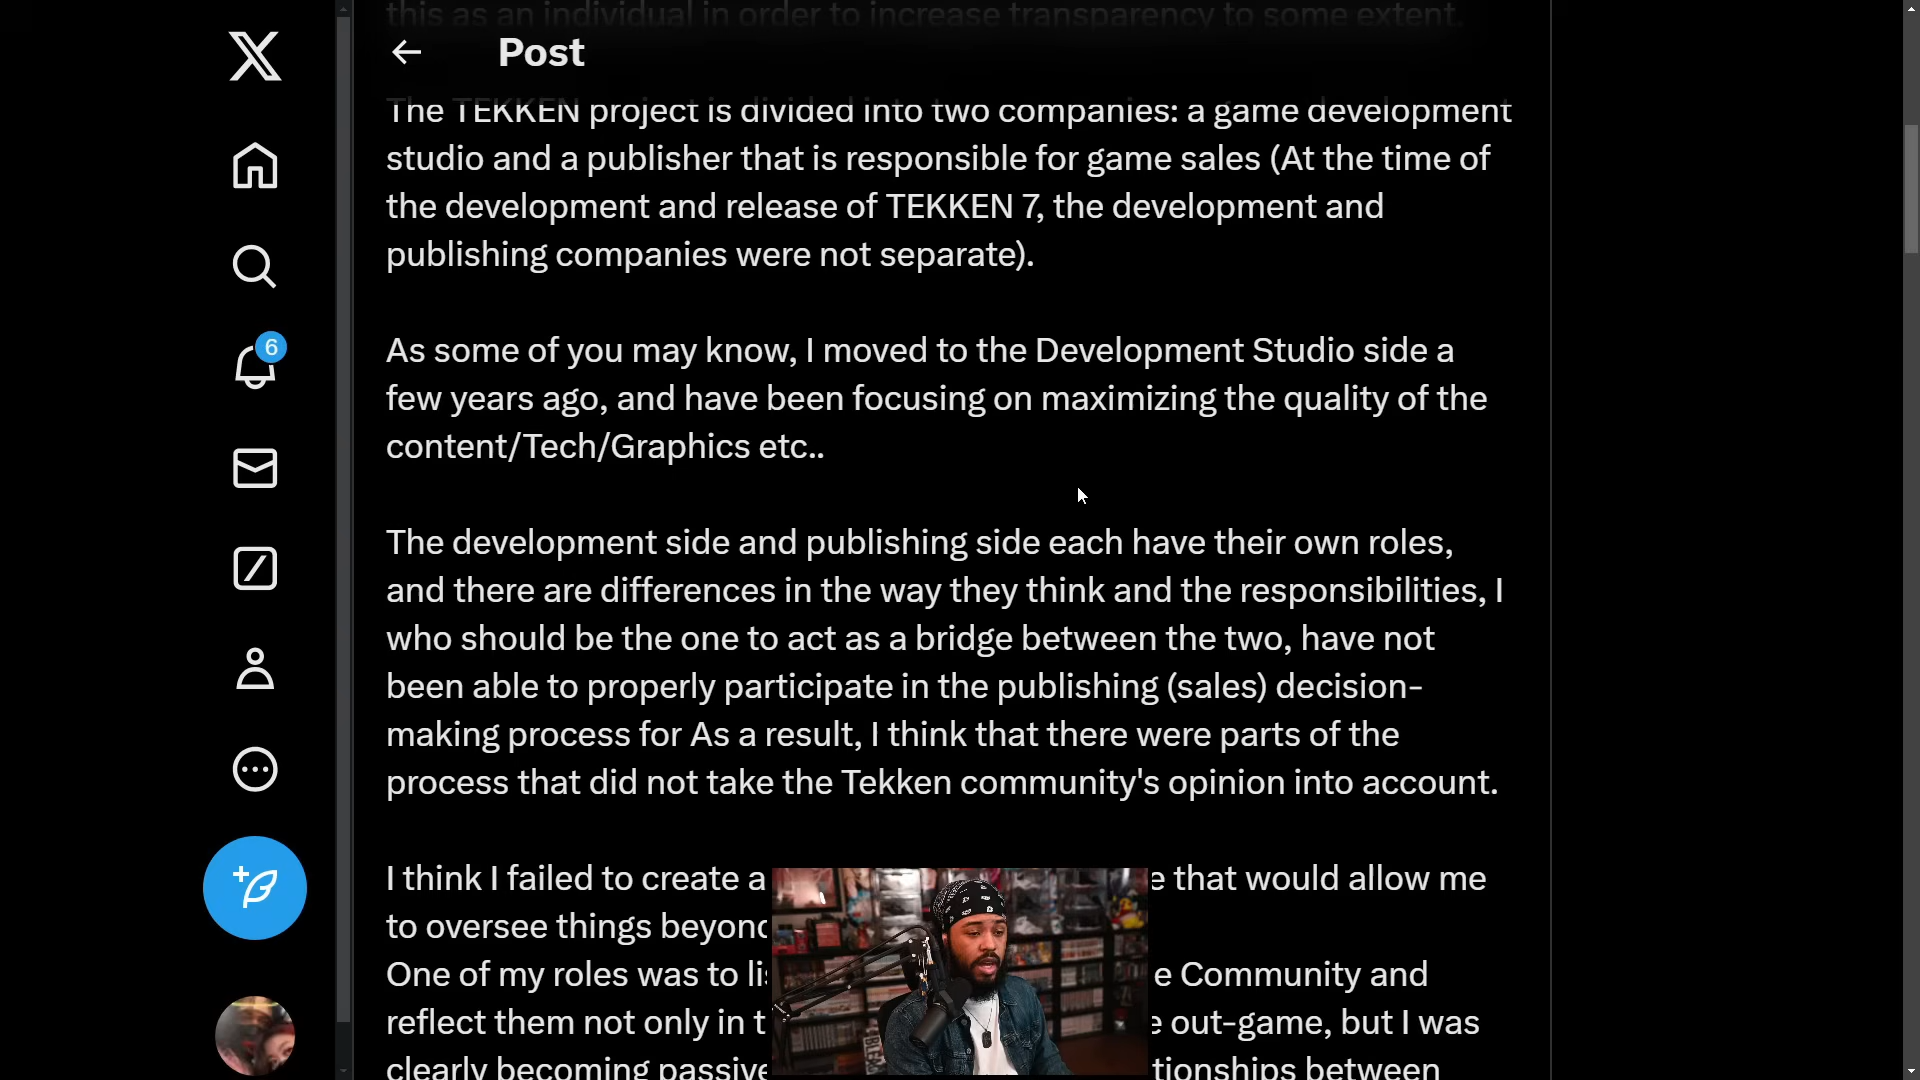 this as an individual in order to increase transparency to some extent.
Post
The TEKKEN project is divided into two companies: a game development
studio and a publisher that is responsible for game sales (At the time of
the development and release of TEKKEN 7, the development and
publishing companies were not separate).
6
As some of you may know, I moved to the Development Studio side a
few years ago, and have been focusing on maximizing the quality of the
content/Tech/Graphics etc..
The development side and publishing side each have their own roles,
and there are differences in the way they think and the responsibilities, I
who should be the one to act as a bridge between the two, have not
been able to properly participate in the publishing (sales) decision-
making process for As a result, I think that there were parts of the
process that did not take the Tekken community's opinion into account.
I think I failed to create a e that would allow me
to oversee things beyond
One of my roles was to li e Community and
reflect them not only in t e out-game, but I was
clearly becoming passive tionships between